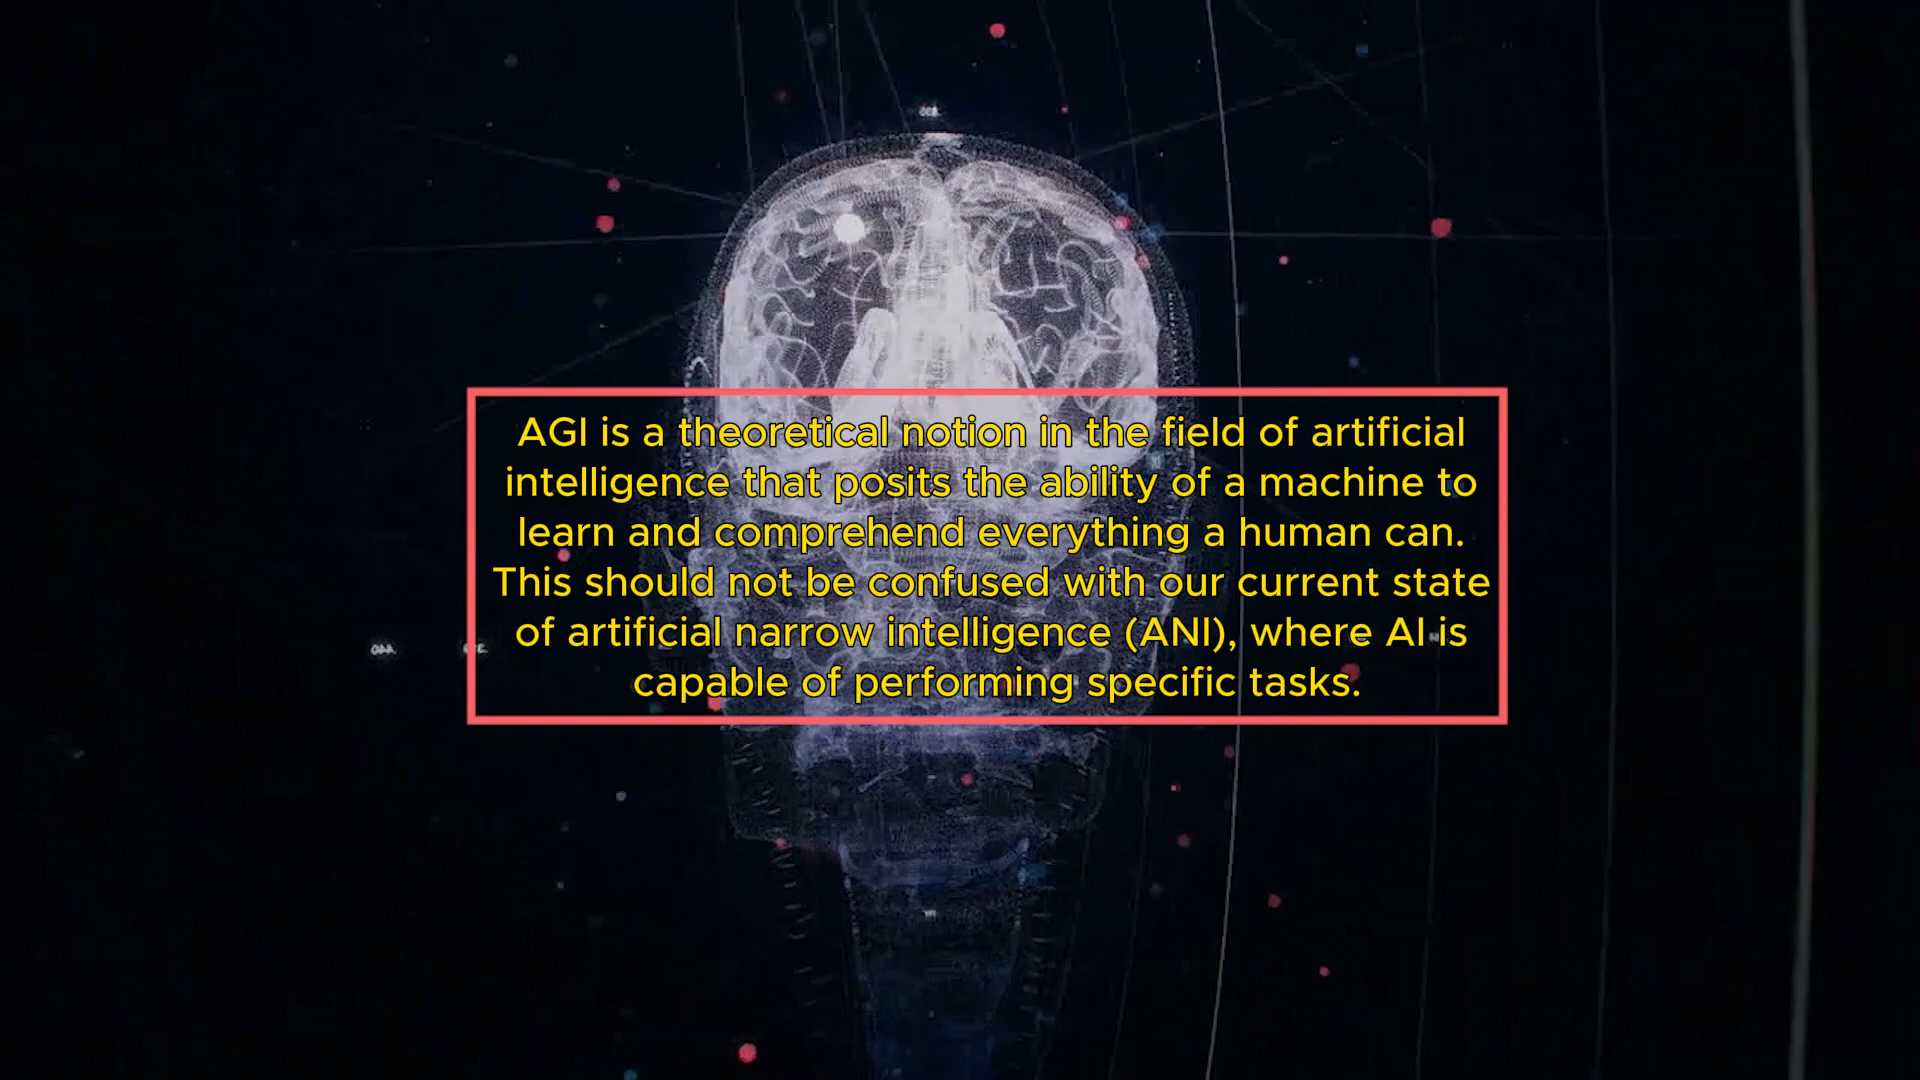 AGI is a theoretical notion in the field of artificial
intelligence that posits the ability of a machine to
learn and comprehend everything a human can.
This should not be confused with our current state
of artificial narrow intelligence (ANI), where AI is
capable of performing specific tasks.